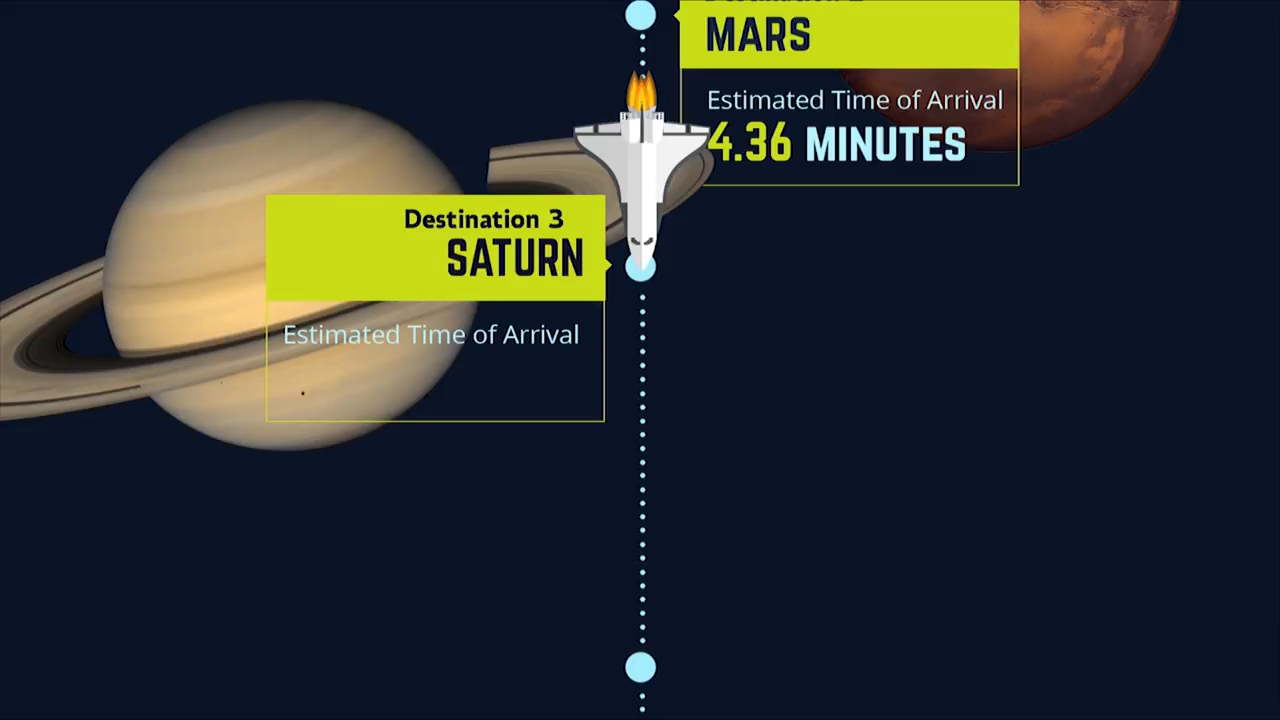 MARS
Estimated Time of Arrival
4.36 MINUTES
Destination 3
SATURN
Estimated Time of Arrival